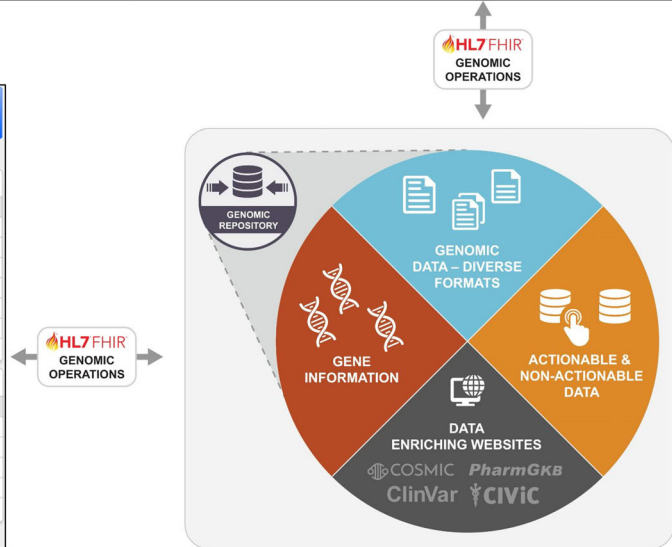 HL7 FHIR
GENOMIC
OPERATIONS
GENOMIC
REPOSITORY
GENOMIC
DATA – DIVERSE
FORMATS
HL7 FHIR
GENOMIC
OPERATIONS
GENE
INFORMATION
ACTIONABLE &
NON-ACTIONABLE
DATA
DATA
ENRICHING WEBSITES
COSMIC PharmGKB
ClinVar CIViC